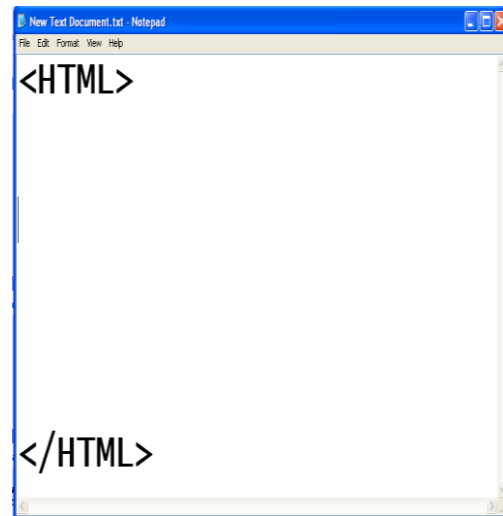 New Text Document.txt - Notepad
File Edit Format View Help
<HTML>
</HTML>